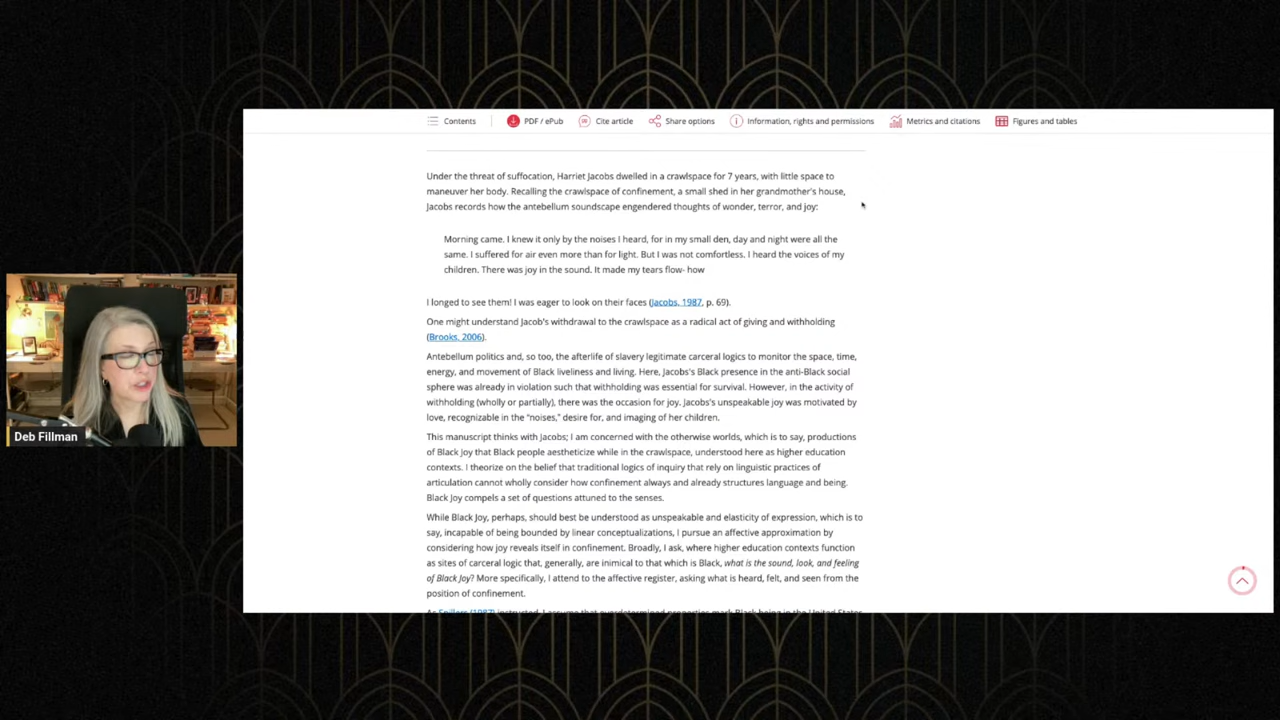 Contents
PDF / ePub
Cite article
Share options
Information, rights and permissions
Metrics and citations
Figures and tables
Under the threat of suffocation, Harriet Jacobs dwelled in a crawlspace for 7 years, with little space to
maneuver her body. Recalling the crawlspace of confinement, a small shed in her grandmother's house,
Jacobs records how the antebellum soundscape engendered thoughts of wonder, terror, and joy:
Morning came. I knew it only by the noises I heard, for in my small den, day and night were all the
same. I suffered for air even more than for light. But I was not comfortless. I heard the voices of my
children. There was joy in the sound. It made my tears flow- how
I longed to see them! I was eager to look on their faces (Jacobs, 1987, p. 69).
One might understand Jacob's withdrawal to the crawlspace as a radical act of giving and withholding
(Brooks, 2006).
Antebellum politics and, so too, the afterlife of slavery legitimate carceral logics to monitor the space, time,
energy, and movement of Black liveliness and living. Here, Jacobs's Black presence in the anti-Black social
sphere was already in violation such that withholding was essential for survival. However, in the activity of
withholding (wholly or partially), there was the occasion for joy. Jacobs's unspeakable joy was motivated by
love, recognizable in the "noises," desire for, and imaging of her children.
This manuscript thinks with Jacobs; I am concerned with the otherwise worlds, which is to say, productions
of Black Joy that Black people aestheticize while in the crawlspace, understood here as higher education
contexts. I theorize on the belief that traditional logics of inquiry that rely on linguistic practices of
articulation cannot wholly consider how confinement always and already structures language and being.
Black Joy compels a set of questions attuned to the senses.
While Black Joy, perhaps, should best be understood as unspeakable and elasticity of expression, which is to
say, incapable of being bounded by linear conceptualizations, I pursue an affective approximation by
considering how joy reveals itself in confinement. Broadly, I ask, where higher education contexts function
as sites of carceral logic that, generally, are inimical to that which is Black, what is the sound, look, and feeling
of Black Joy? More specifically, I attend to the affective register, asking what is heard, felt, and seen from the
position of confinement.
As Spillers (1987) instructed, I assume that overdetermined properties mark Black being in the United States
Deb Fillman